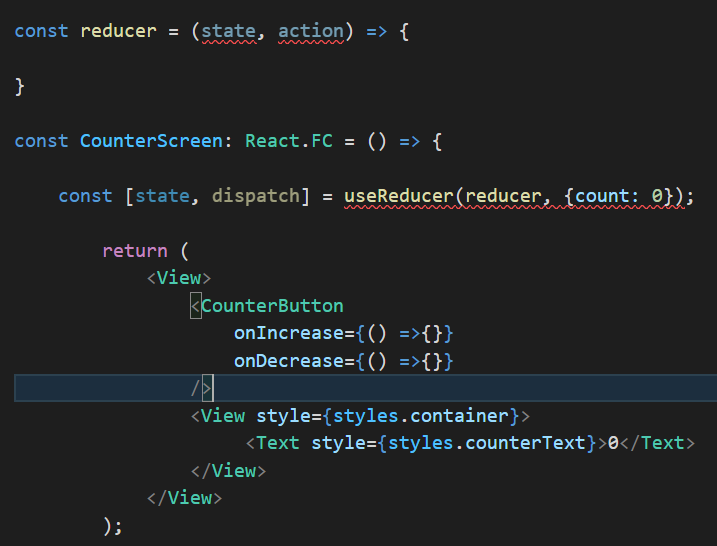 const reducer = (state, action) => {
}
const CounterScreen: React.FC = () => {
const [state, dispatch] = useReducer(reducer, {count: 0});
return (
<View>
<CounterButton
onIncrease={() =>{}}
onDecrease={() =>{}}
/>
<View style={styles.container}>
<Text style={styles.counterText}>0</Text>
</View>
</View>
);